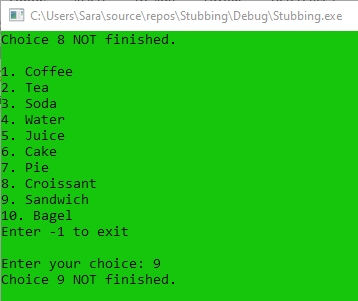 C:\Users\Sara\source\repos\Stubbing\Debug\Stubbing.exe
Choice 8 NOT finished.
1. Coffee
2. Tea
3. Soda
4. Water
5. Juice
6. Cake
7. Pie
8. Croissant
9. Sandwich
10. Bagel
Enter -1 to exit
Enter your choice: 9
Choice 9 NOT finished.